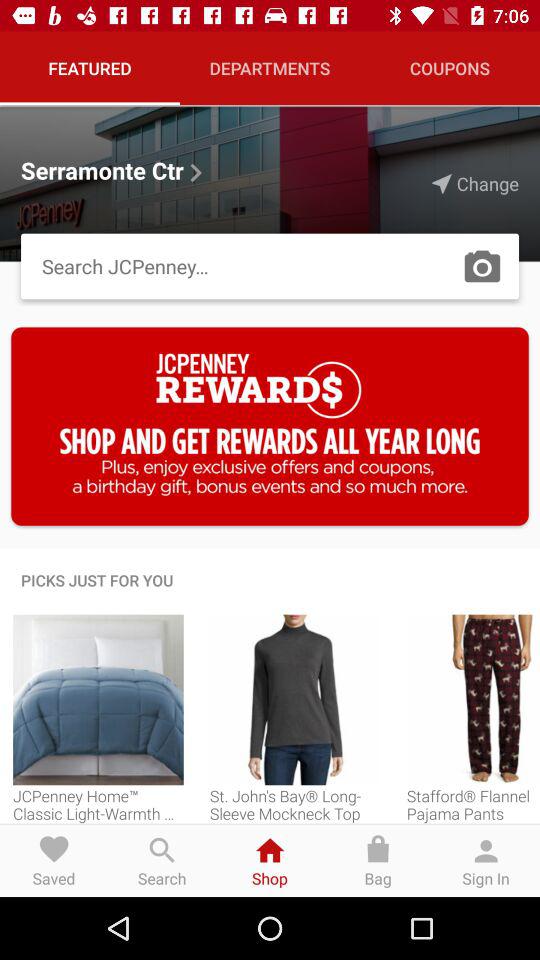 7:06
FEATURED DEPARTMENTS COUPONS
JCPenney
Serramonte Ctr
Change
Search JCPenney...
JCPENNEY
REWARD$
SHOP AND GET REWARDS ALL YEAR LONG
Plus, enjoy exclusive offers and coupons,
a birthday gift, bonus events and so much more.
PICKS JUST FOR YOU
JCPenney Home™
Classic Light-Warmth ...
St. John's Bay® Long-
Sleeve Mockneck Top
Stafford® Flannel
Pajama Pants
Saved Search Shop Bag Sign In